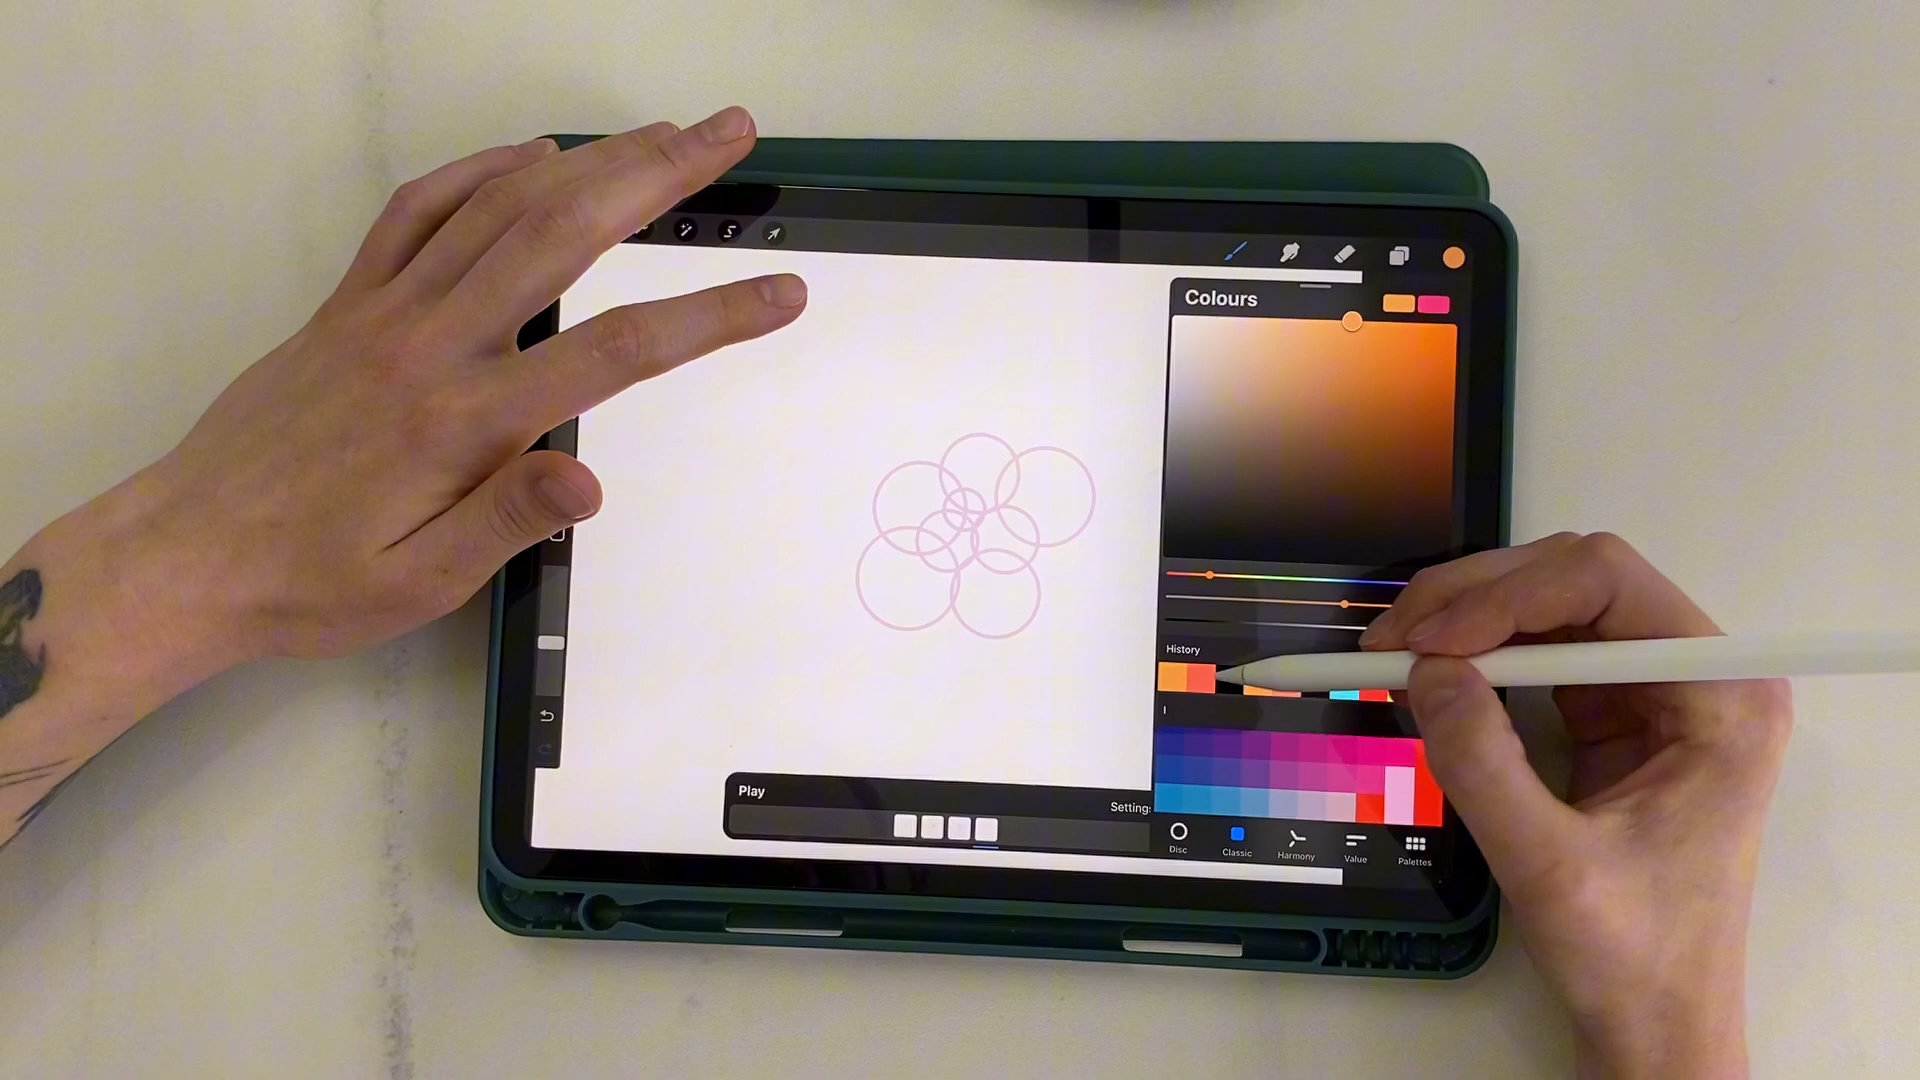 Colours
History
Play
Setting
Disc
Classic
Harmony
Value
Palettes